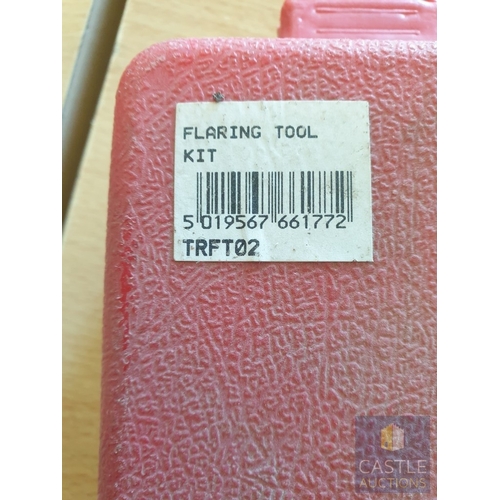 FLARING TOOL
KIT
5 019567 661772
TRFT02
CASTLE
AUCTIONS